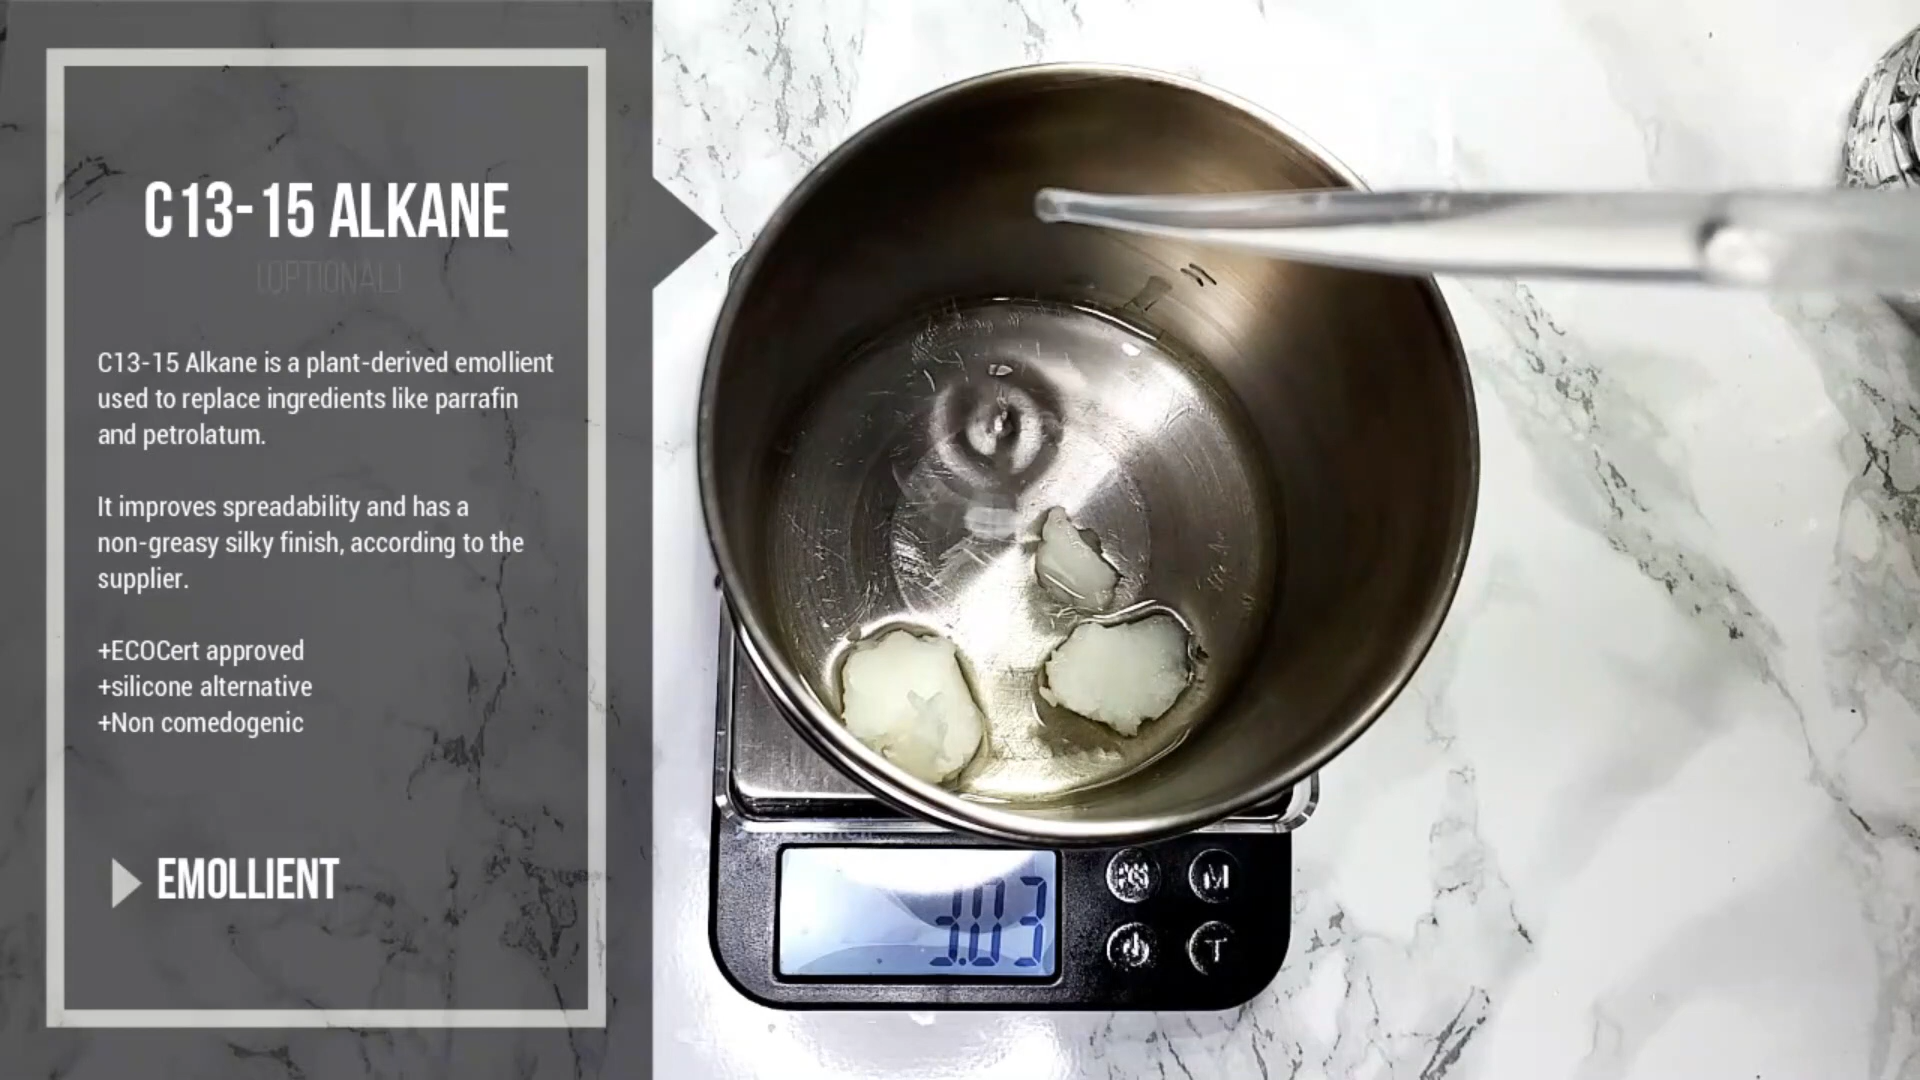 C13-15 ALKANE
(OPTIONAL)
C13-15 Alkane is a plant-derived emollient
used to replace ingredients like parrafin
and petrolatum.
It improves spreadability and has a
non-greasy silky finish, according to the
supplier.
+ECOCert approved
+silicone alternative
+Non comedogenic
EMOLLIENT
3.03
M
T